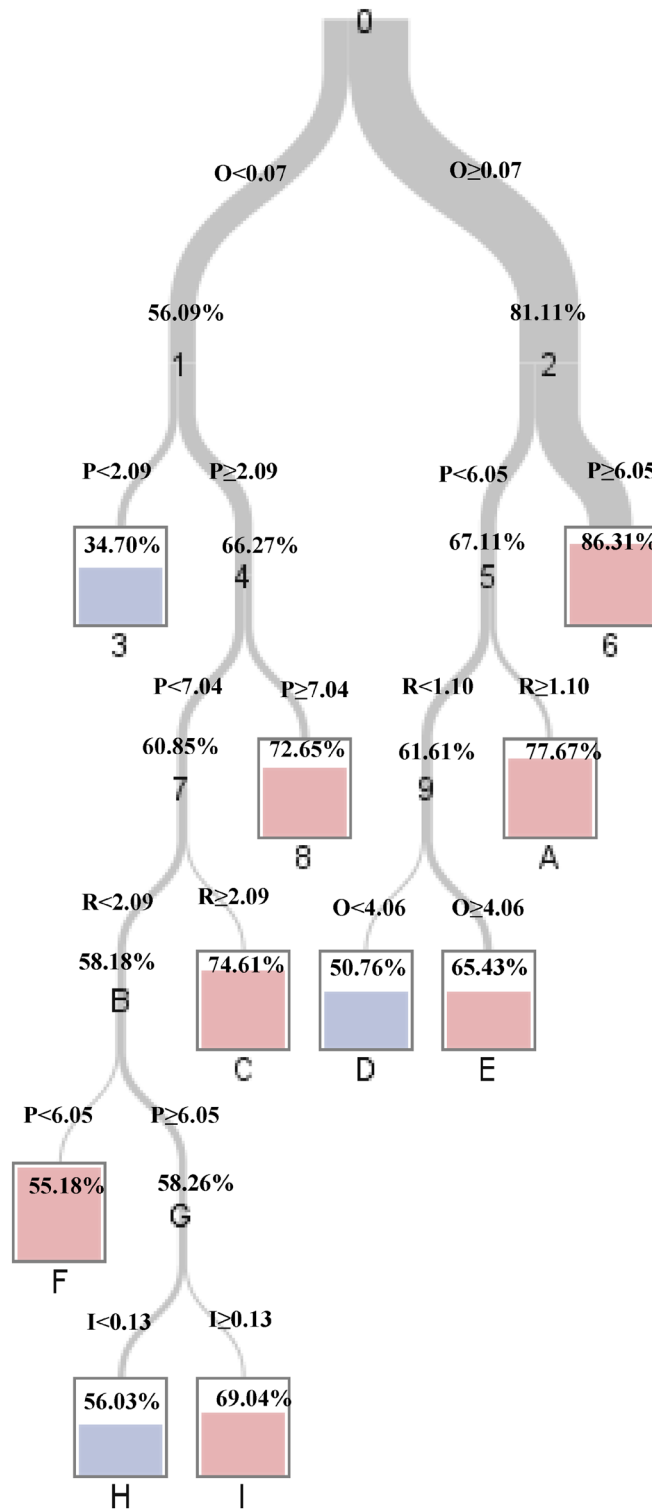 0
O<0.07 O≥0.07
56.09% 81.11%
1 2
P<2.09 P≥2.09 P<6.05 P≥6.05
34.70% 66.27% 67.11% 86.31%
3 4 5 6
P<7.04 P≥7.04 R<1.10 R≥1.10
60.85% 72.65% 61.61% 77.67%
7 8 9 A
R<2.09 R≥2.09 O<4.06 O≥4.06
58.18% 74.61% 50.76% 65.43%
B C D E
P<6.05 P≥6.05
55.18% 58.26%
F G
I<0.13 I≥0.13
56.03% 69.04%
H I